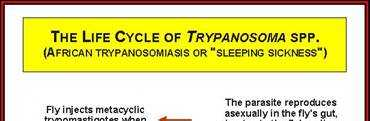 THE LIFE CYCLE OF TRYPANOSOMA SPP.
(AFRICAN TRYPANOSOMIASIS OR "SLEEPING SICKNESS")
Fly injects metacyclic
trypomastigotes when
The parasite reproduces
asexually in the fly's gut,